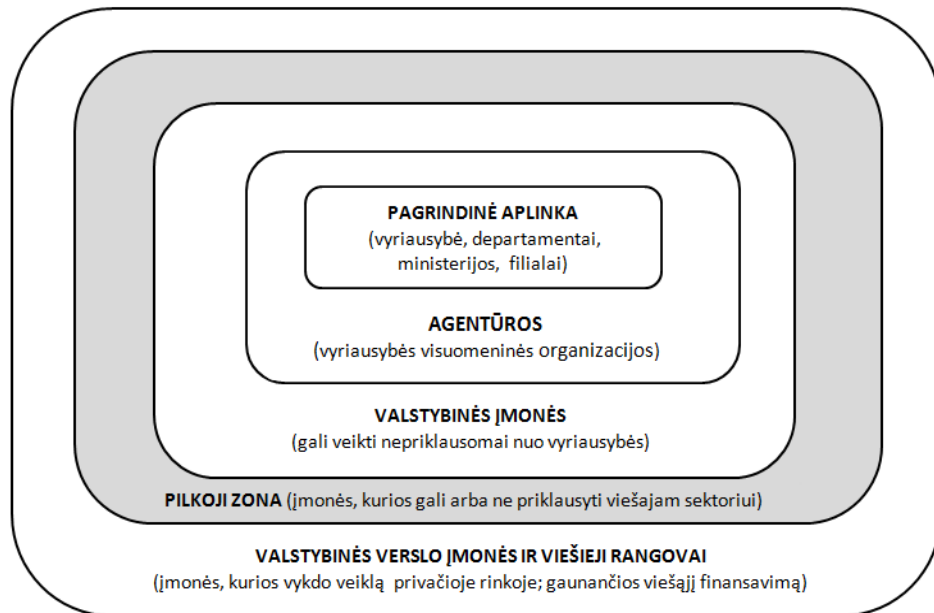 PAGRINDINĖ APLINKA
(vyriausybė, departamentai,
ministerijos, filialai)
AGENTŪROS
(vyriausybės visuomeninės organizacijos)
VALSTYBINĖS ĮMONĖS
(gali veikti nepriklausomai nuo vyriausybės)
PILKOJI ZONA (įmonės, kurios gali arba ne priklausyti viešajam sektoriui)
VALSTYBINĖS VERSLO ĮMONĖS IR VIEŠIEJI RANGOVAI
(įmonės, kurios vykdo veiklą privačioje rinkoje; gaunančios viešąjį finansavimą)